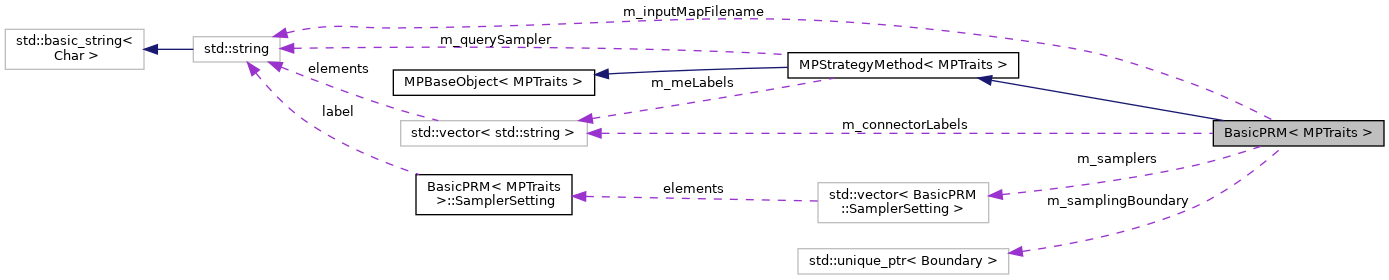 m_inputMapFilename
std::basic_string<
Char >
std::string
m_querySampler
elements
MPBaseObject< MPTraits >
MPStrategyMethod< MPTraits >
m_meLabels
label
std::vector< std::string >
m_connectorLabels
BasicPRM< MPTraits >
m_samplers
BasicPRM< MPTraits
>::SamplerSetting
elements
std::vector< BasicPRM
::SamplerSetting >
m_samplingBoundary
std::unique_ptr< Boundary >